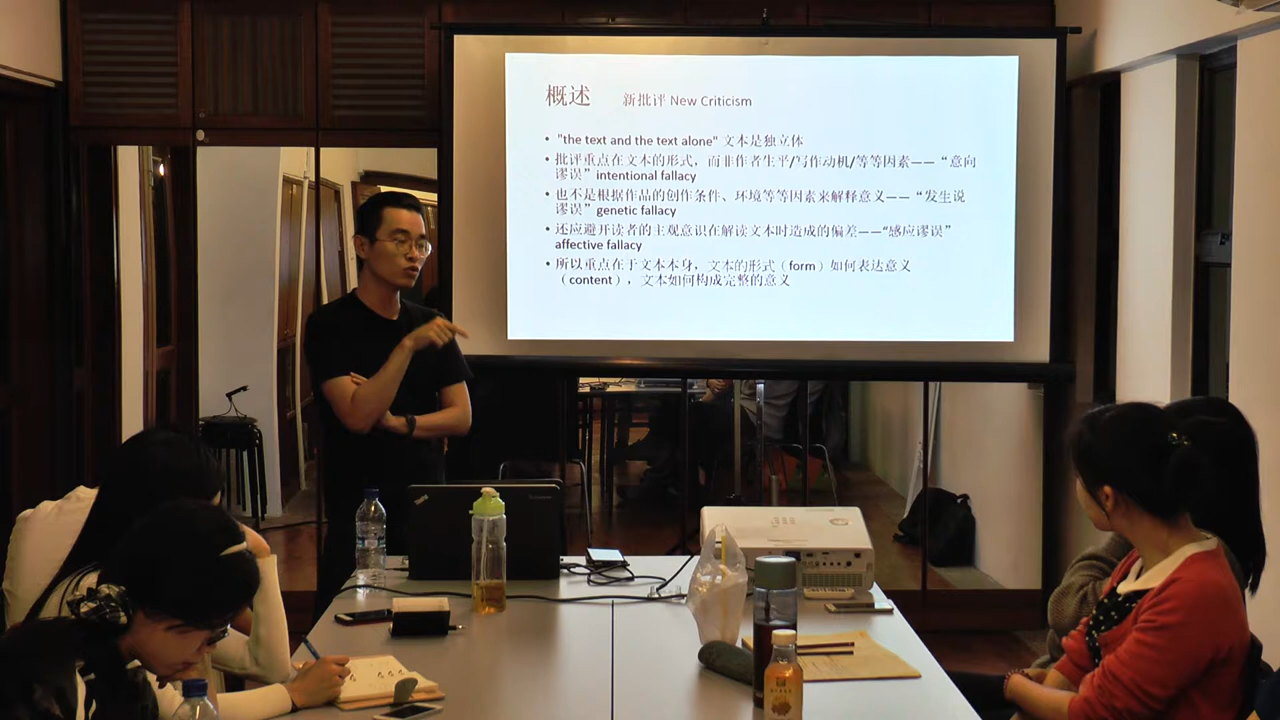 概述 新批评 New Criticism
• "the text and the text alone" 文本是独立体
• 批评重点在文本的形式，而非作者生平/写作动机/等等因素——“意向
谬误”intentional fallacy
• 也不是根据作品的创作条件、环境等等因素来解释意义——“发生说
谬误”genetic fallacy
• 还应避开读者的主观意识在解读文本时造成的偏差——“感应谬误”
affective fallacy
• 所以重点在于文本本身，文本的形式（form）如何表达意义
（content），文本如何构成完整的意义
ThinkPad